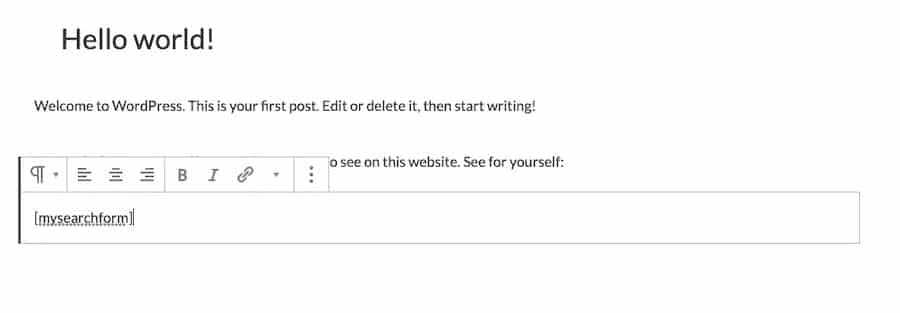 Hello world!
Welcome to WordPress. This is your first post. Edit or delete it, then start writing!
o see on this website. See for yourself:
B I
[mysearchform]